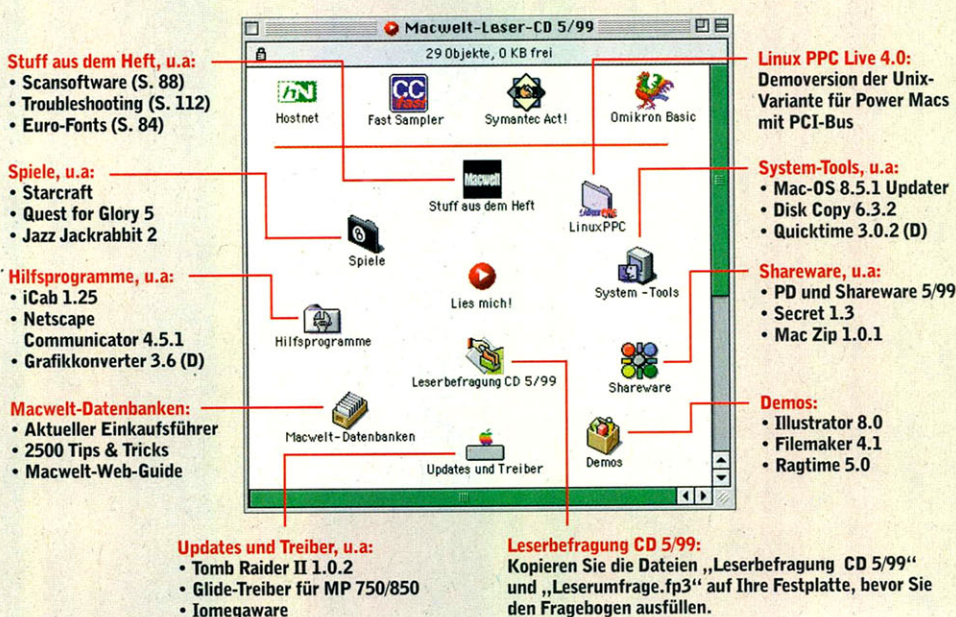 Macwelt-Leser-CD 5/99
29 Objekte, 0 KB frei
hN
Hostnet
CC
fast
Fast Sampler
Symantec Act!
Omikron Basic
Macwelt
Stuff aus dem Heft
LinuxPPC
LinuxPPC
8
Spiele
Lies mich!
System -Tools
Hilfsprogramme
Leserbefragung CD 5/99
Shareware
Macwelt-Datenbanken
Updates und Treiber
Demos
Stuff aus dem Heft, u.a:
• Scansoftware (S. 88)
• Troubleshooting (S. 112)
• Euro-Fonts (S. 84)
Spiele, u.a:
• Starcraft
• Quest for Glory 5
• Jazz Jackrabbit 2
Hilfsprogramme, u.a:
• iCab 1.25
• Netscape
Communicator 4.5.1
• Grafikkonverter 3.6 (D)
Macwelt-Datenbanken:
• Aktueller Einkaufsführer
• 2500 Tips & Tricks
• Macwelt-Web-Guide
Updates und Treiber, u.a:
• Tomb Raider II 1.0.2
• Glide-Treiber für MP 750/850
• Iomegaware
Linux PPC Live 4.0:
Demoversion der Unix-
Variante für Power Macs
mit PCI-Bus
System-Tools, u.a:
• Mac-OS 8.5.1 Updater
• Disk Copy 6.3.2
• Quicktime 3.0.2 (D)
Shareware, u.a:
• PD und Shareware 5/99
• Secret 1.3
• Mac Zip 1.0.1
Demos:
• Illustrator 8.0
• Filemaker 4.1
• Ragtime 5.0
Leserbefragung CD 5/99:
Kopieren Sie die Dateien „Leserbefragung CD 5/99“
und „Leserumfrage.fp3“ auf Ihre Festplatte, bevor Sie
den Fragebogen ausfüllen.